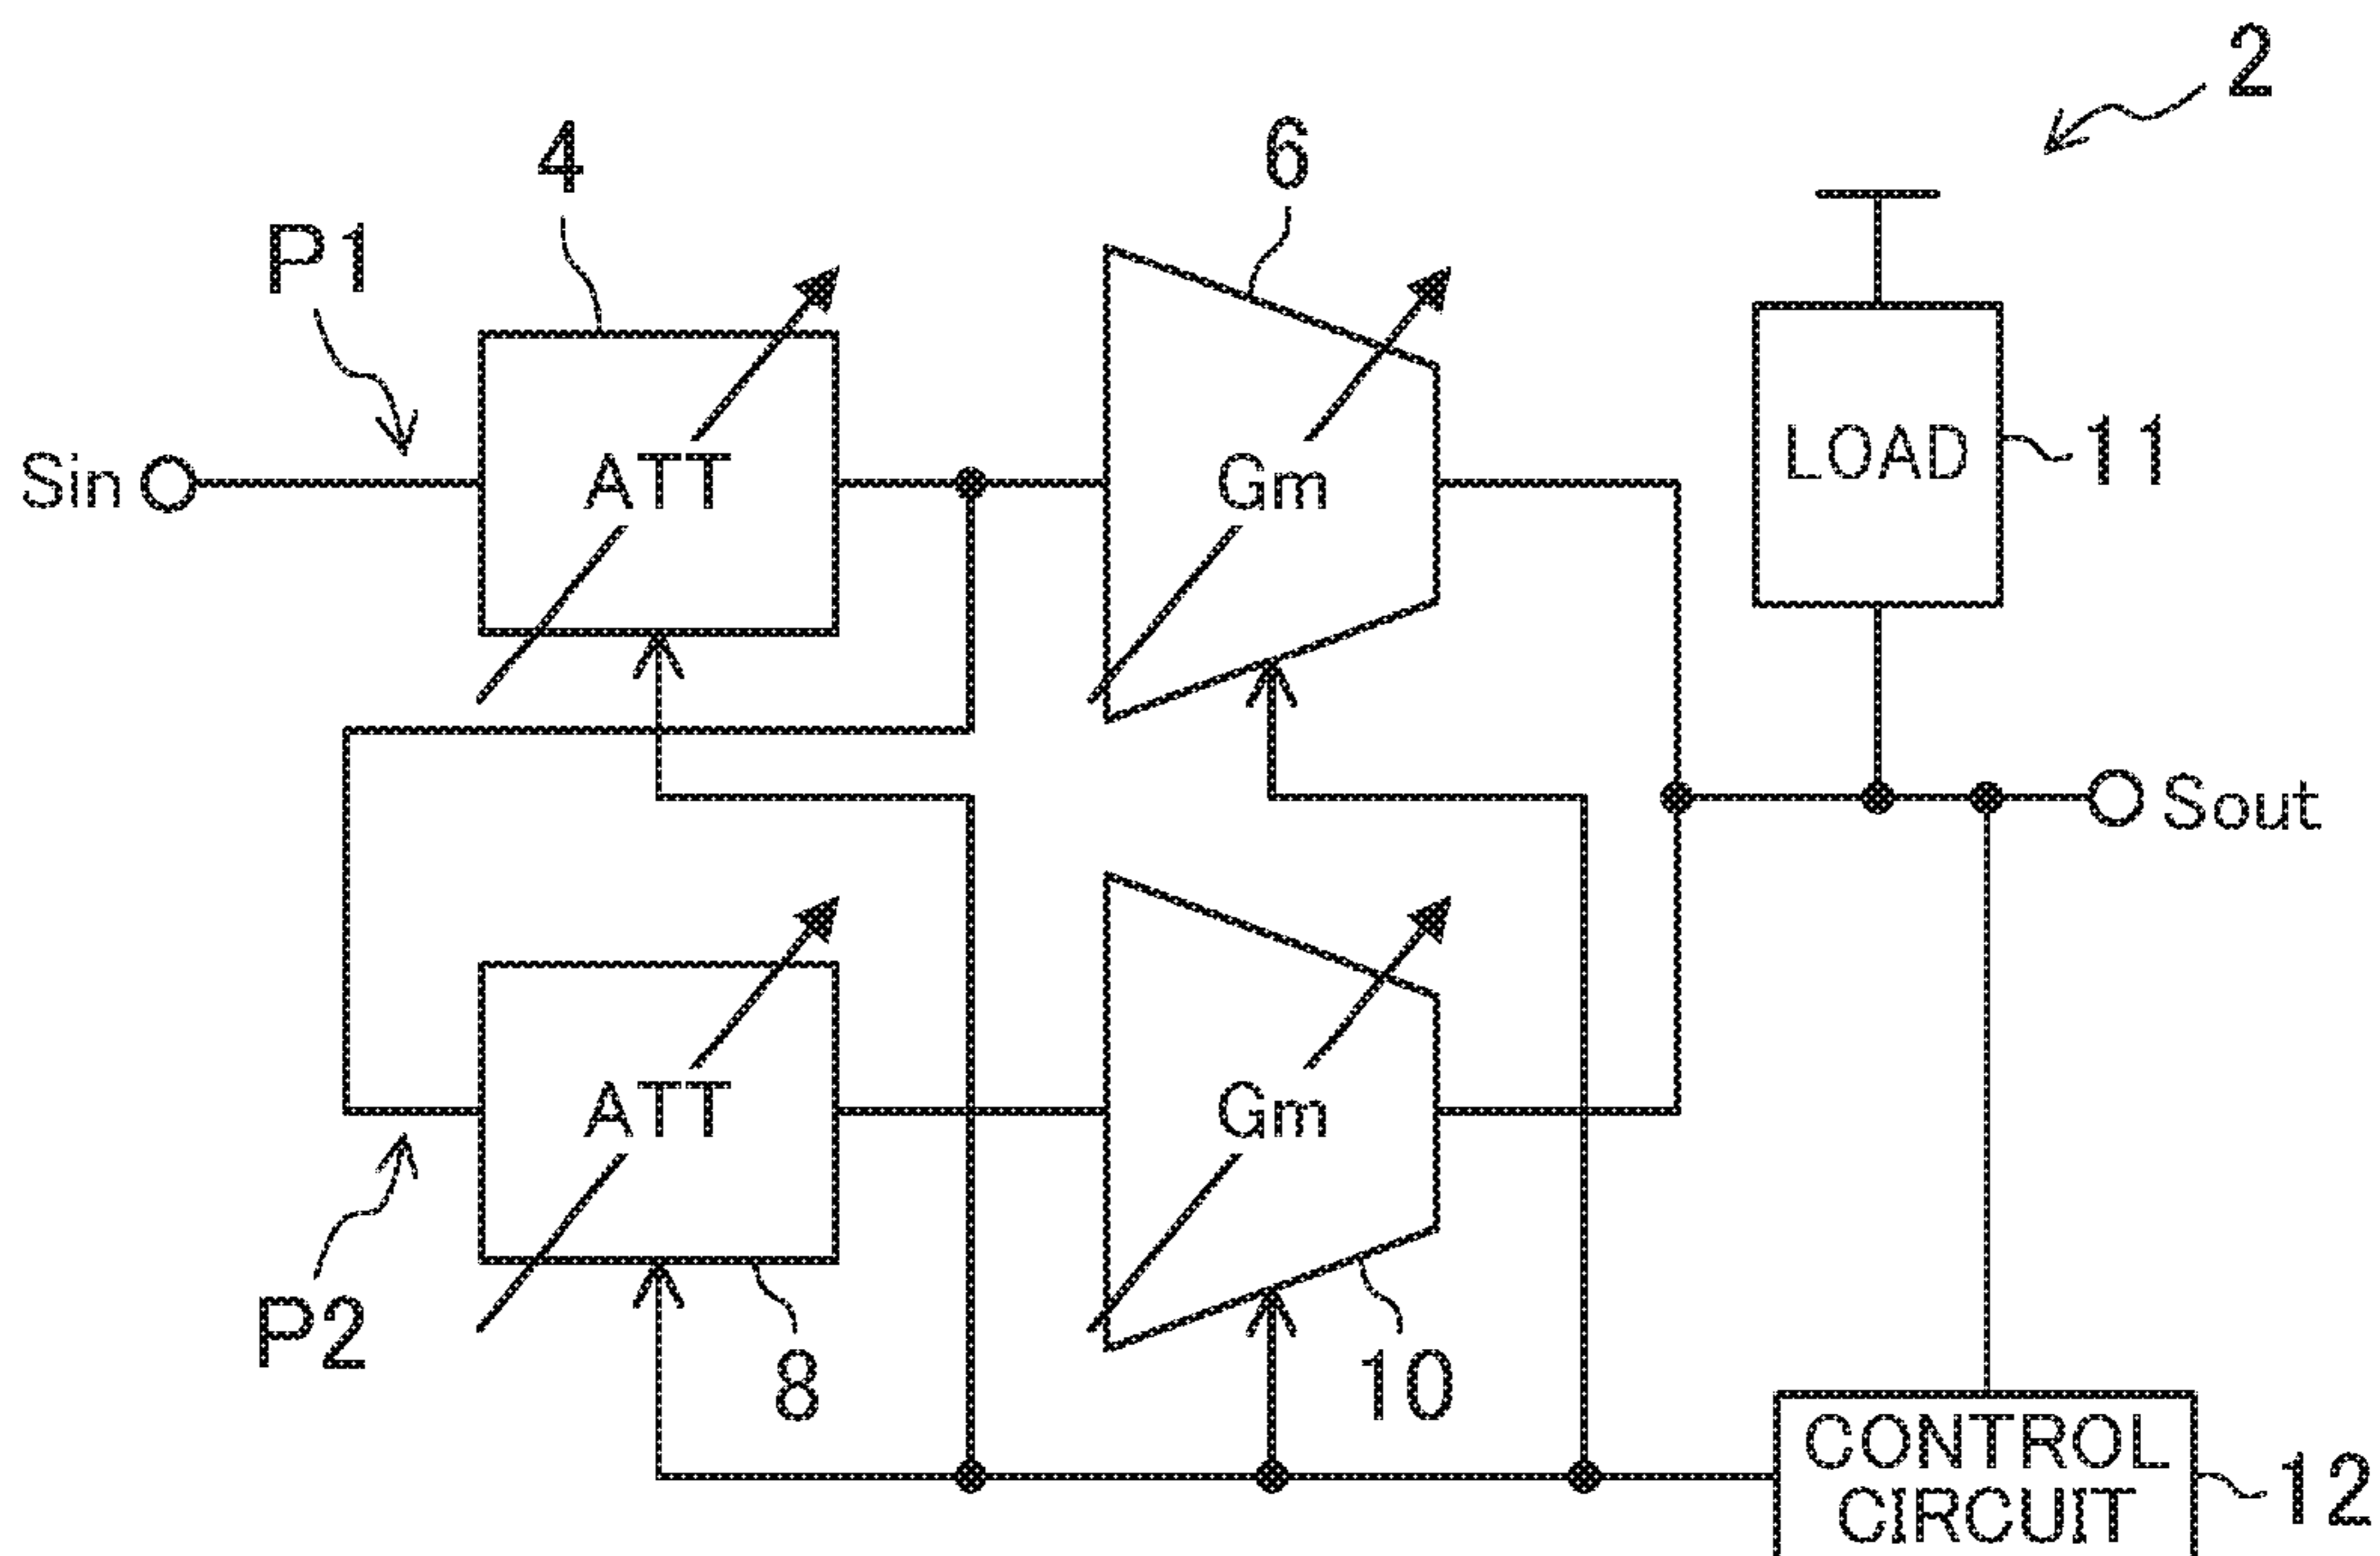 2
4
6
P1
Sin
ATT
Gm
LOAD
11
Sout
ATT
Gm
P2
8
10
CONTROL
CIRCUIT
12